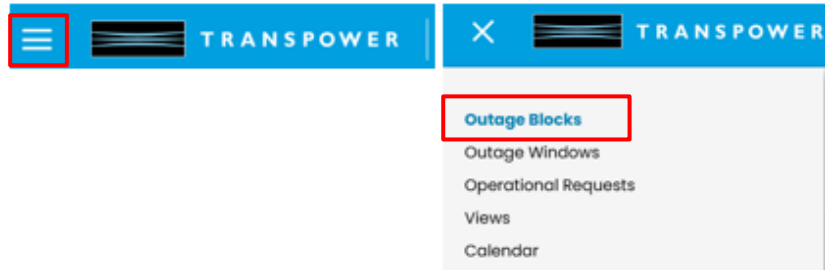 TRANSPOWER
TRANSPOWER
Outage Blocks
Outage Windows
Operational Requests
Views
Calendar